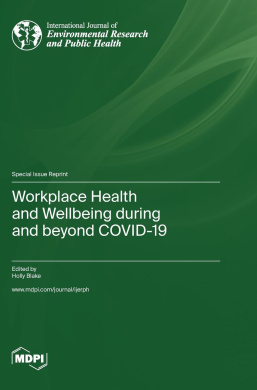 International Journal of
Environmental Research
and Public Health
Special Issue Reprint
Workplace Health
and Wellbeing during
and beyond COVID-19
Edited by
Holly Blake
www.mdpi.com/journal/ijerph
MDPI